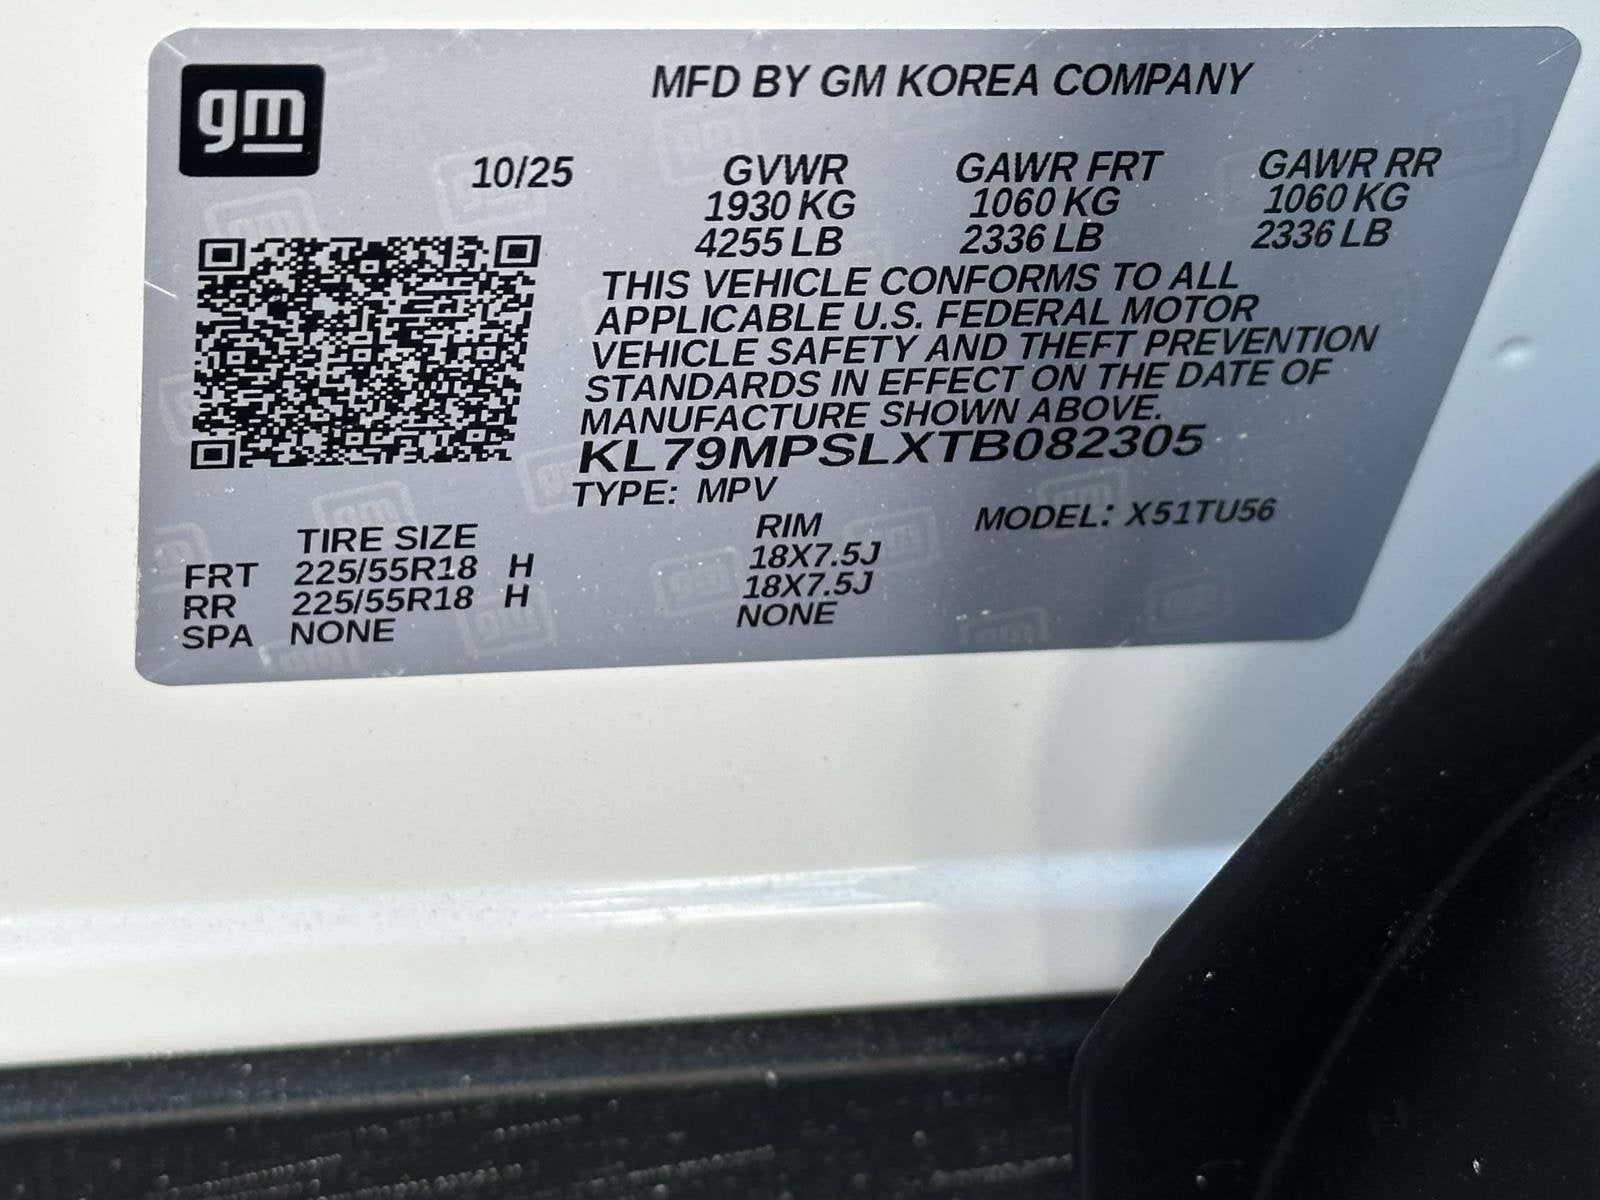 gm
MFD BY GM KOREA COMPANY
10/25 GVWR GAWR FRT GAWR RR
1930 KG 1060 KG 1060 KG
4255 LB 2336 LB 2336 LB
THIS VEHICLE CONFORMS TO ALL
APPLICABLE U.S. FEDERAL MOTOR
VEHICLE SAFETY AND THEFT PREVENTION
STANDARDS IN EFFECT ON THE DATE OF
MANUFACTURE SHOWN ABOVE.
KL79MPSLXTB082305
TYPE: MPV MODEL: X51TU56
TIRE SIZE RIM
FRT 225/55R18 H 18X7.5J
RR 225/55R18 H 18X7.5J
SPA NONE NONE